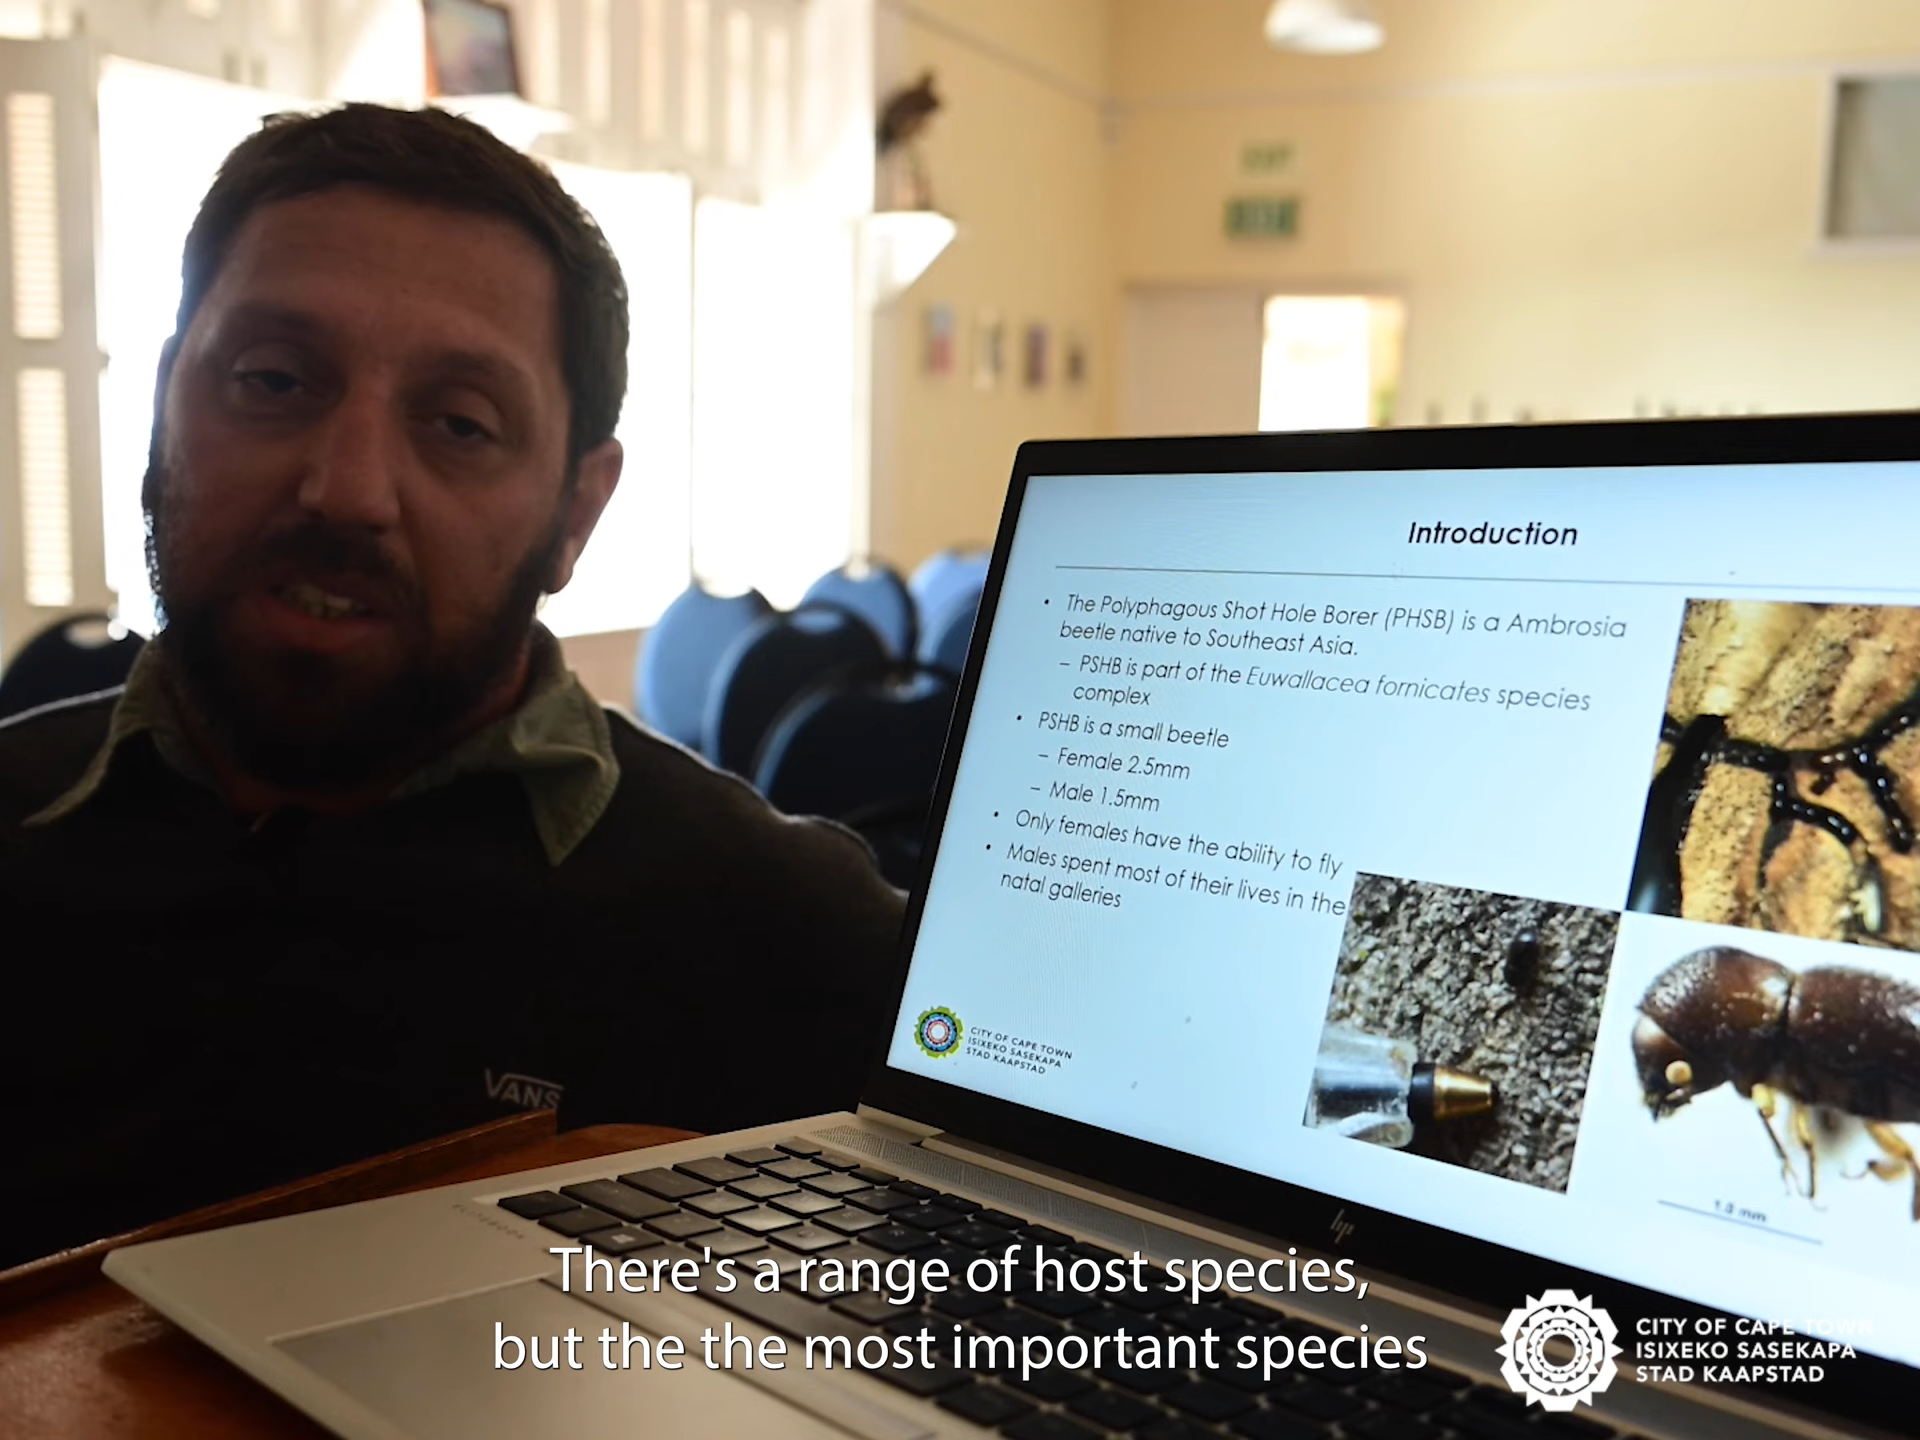 Introduction
• The Polyphagous Shot Hole Borer (PHSB) is a Ambrosia
beetle native to Southeast Asia.
– PSHB is part of the Euwallacea fornicates species
complex
• PSHB is a small beetle
– Female 2.5mm
– Male 1.5mm
• Only females have the ability to fly
• Males spent most of their lives in the
natal galleries
CITY OF CAPE TOWN
ISIXEKO SASEKAPA
STAD KAAPSTAD
1.0 mm
hp
VANS
ELITEBOOK
There's a range of host species,
but the the most important species
CITY OF CAPE TOWN
ISIXEKO SASEKAPA
STAD KAAPSTAD